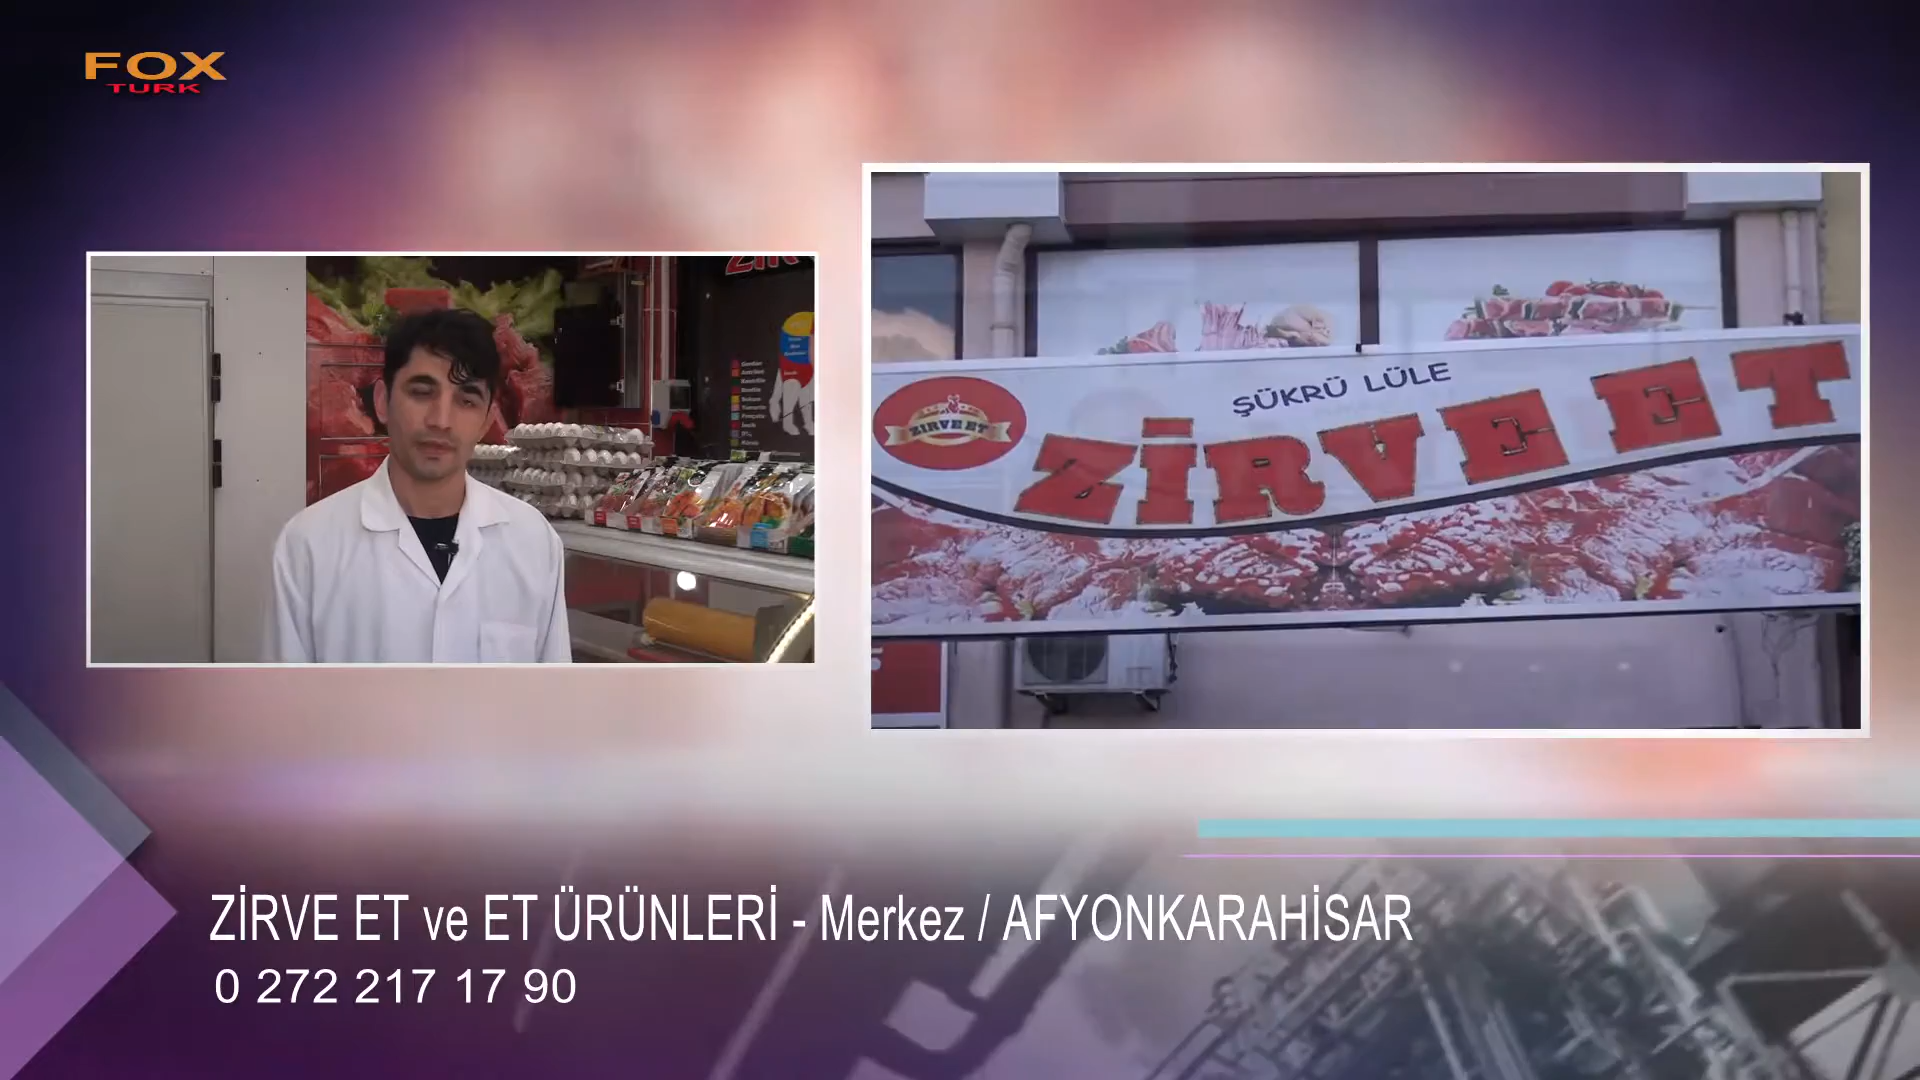 FOX
TURK
ZİR
ŞÜKRÜ LÜLE
ZİRVE ET
ZİRVE ET
ZİRVE ET ve ET ÜRÜNLERİ - Merkez / AFYONKARAHİSAR
0 272 217 17 90